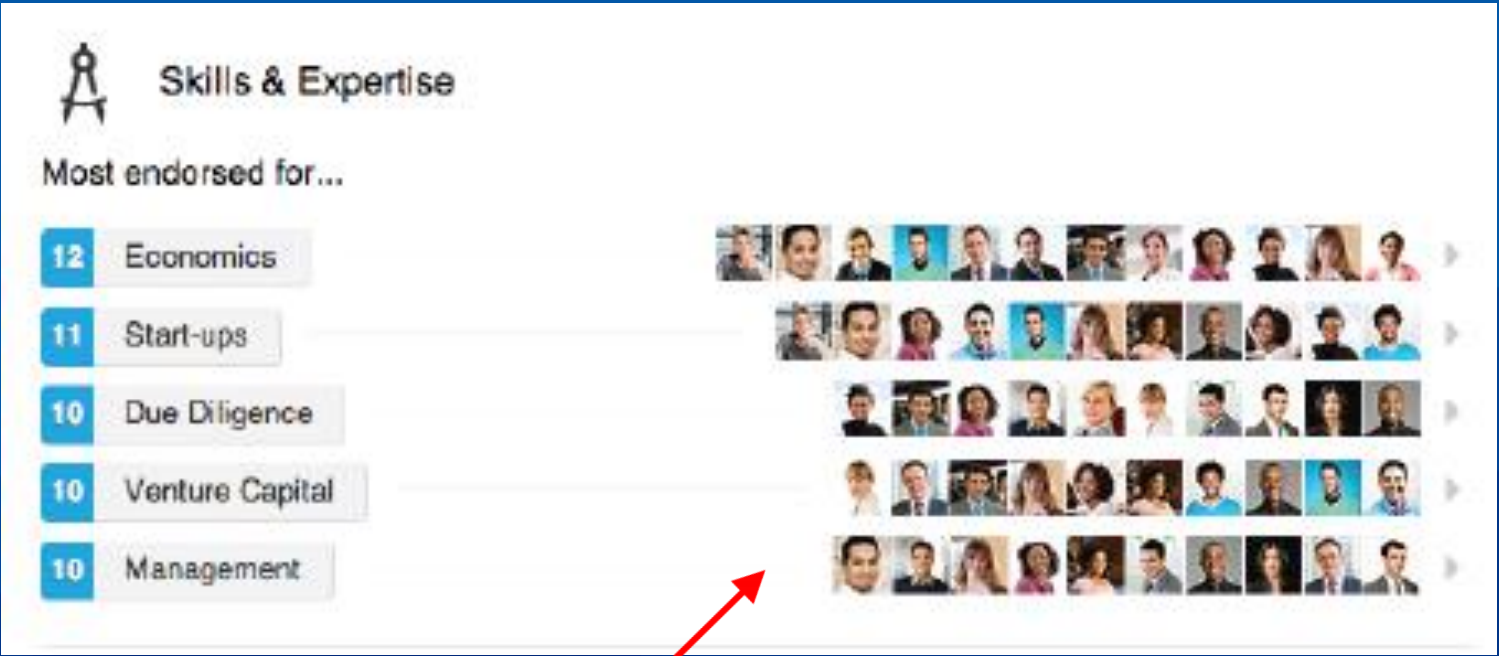 Skills & Expertise
Most endorsed for...
12 Economics
11 Start-ups
10 Due Diligence
10 Venture Capital
10 Management